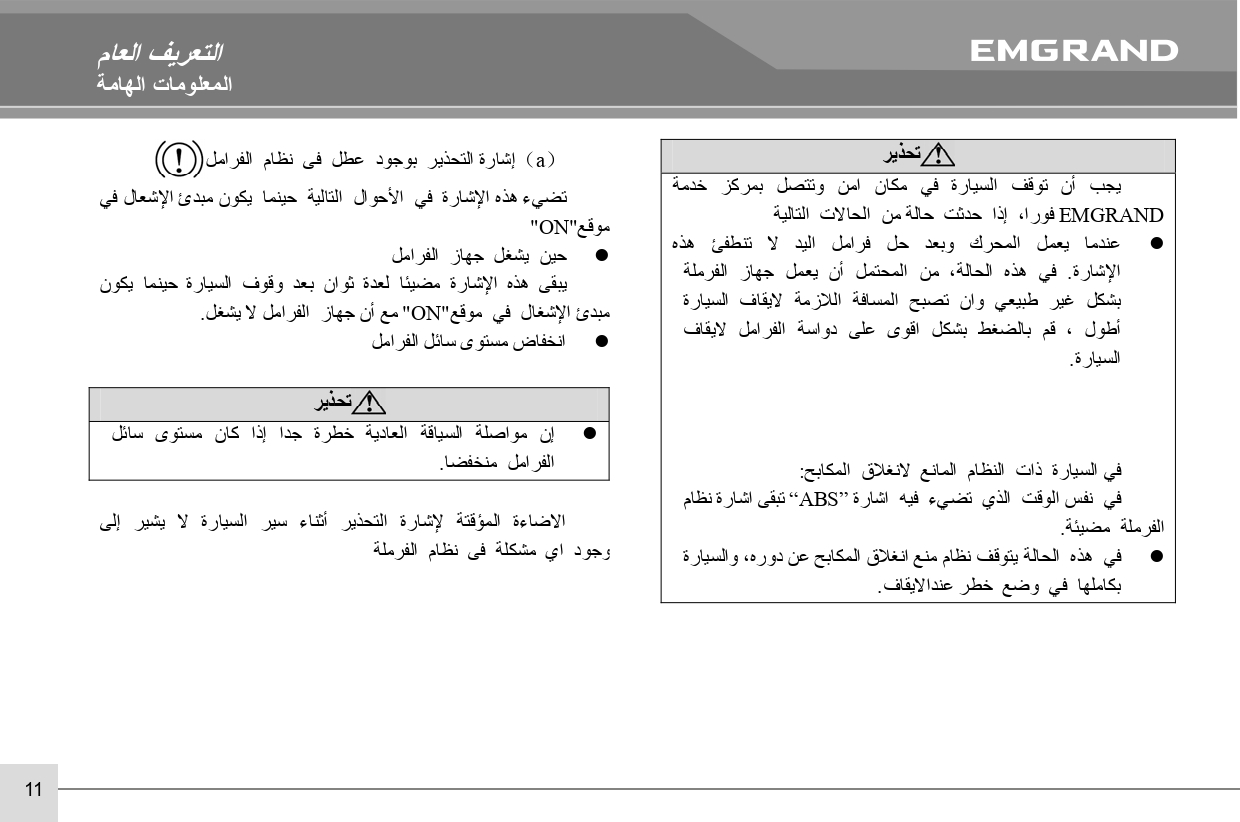 EMGRAND
التعريف العام
المعلومات الهامة
تحذير
يجب أن توقف السيارة في مكان امن وتتصل بمركز خدمة
EMGRAND فورا، إذا حدثت حالة من الحالات التالية
● عندما يعمل المحرك وبعد حل فرامل اليد لا تنطفئ هذه
الإشارة. في هذه الحالة، من المحتمل أن يعمل جهاز الفرملة
بشكل غير طبيعي وان تصبح المسافة اللازمة لايقاف السيارة
أطول ، قم بالضغط بشكل اقوى على دواسة الفرامل لايقاف
السيارة.
في السيارة ذات النظام المانع لانغلاق المكابح:
في نفس الوقت الذي تضيء فيه اشارة “ABS” تبقى اشارة نظام
الفرملة مضيئة.
● في هذه الحالة يتوقف نظام منع انغلاق المكابح عن دوره، والسيارة
بكاملها في وضع خطر عندالايقاف.
(a) إشارة التحذير بوجود عطل فى نظام الفرامل
تضيء هذه الإشارة في الأحوال التالية حينما يكون مبدئ الإشعال في
موقع"ON"
● حين يشغل جهاز الفرامل
يبقى هذه الإشارة مضيئا لعدة ثوان بعد وقوف السيارة حينما يكون
مبدئ الإشغال في موقع"ON" مع أن جهاز الفرامل لا يشغل.
● انخفاض مستوى سائل الفرامل
تحذير
● إن مواصلة السياقة العادية خطرة جدا إذا كان مستوى سائل
الفرامل منخفضا.
الاضاءة المؤقتة لإشارة التحذير أثناء سير السيارة لا يشير إلى
وجود اي مشكلة فى نظام الفرملة
11